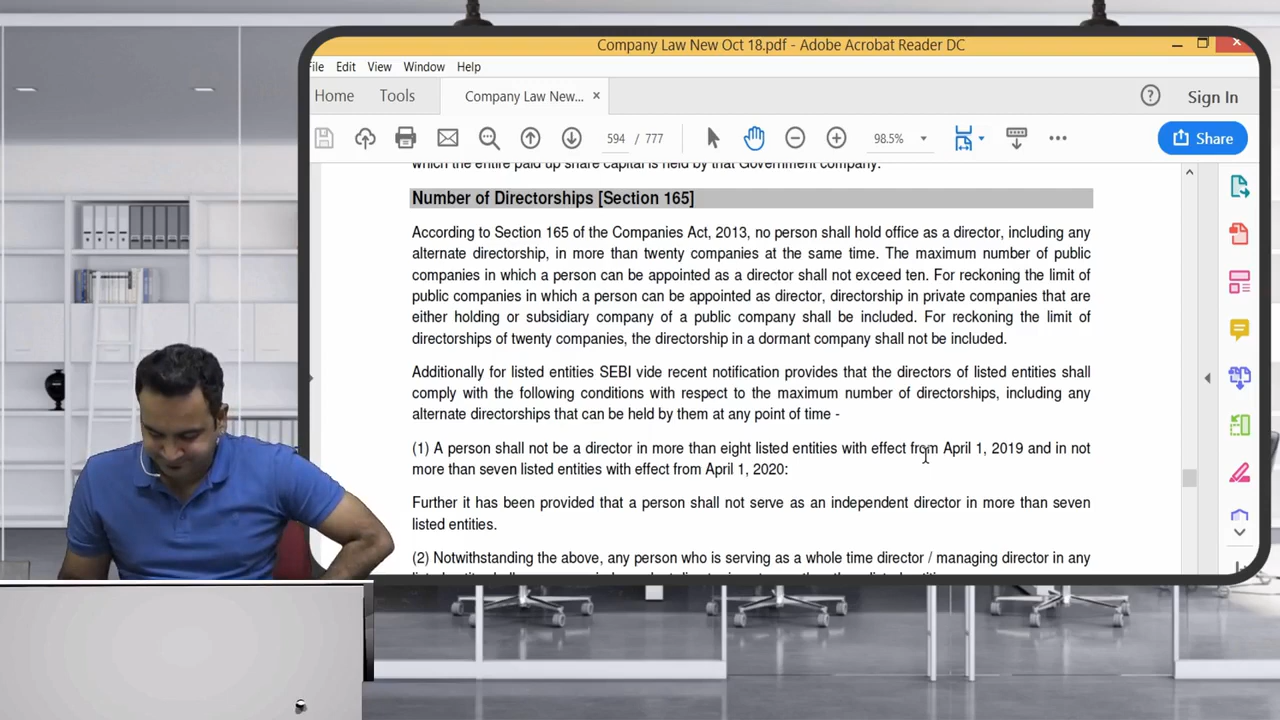 Company Law New Oct 18.pdf - Adobe Acrobat Reader DC
File Edit View Window Help
Home Tools Company Law New... × Sign In
594 / 777 98.5% Share
which the entire paid up share capital is held by that Government company.
Number of Directorships [Section 165]
According to Section 165 of the Companies Act, 2013, no person shall hold office as a director, including any
alternate directorship, in more than twenty companies at the same time. The maximum number of public
companies in which a person can be appointed as a director shall not exceed ten. For reckoning the limit of
public companies in which a person can be appointed as director, directorship in private companies that are
either holding or subsidiary company of a public company shall be included. For reckoning the limit of
directorships of twenty companies, the directorship in a dormant company shall not be included.
Additionally for listed entities SEBI vide recent notification provides that the directors of listed entities shall
comply with the following conditions with respect to the maximum number of directorships, including any
alternate directorships that can be held by them at any point of time -
(1) A person shall not be a director in more than eight listed entities with effect from April 1, 2019 and in not
more than seven listed entities with effect from April 1, 2020:
Further it has been provided that a person shall not serve as an independent director in more than seven
listed entities.
(2) Notwithstanding the above, any person who is serving as a whole time director / managing director in any